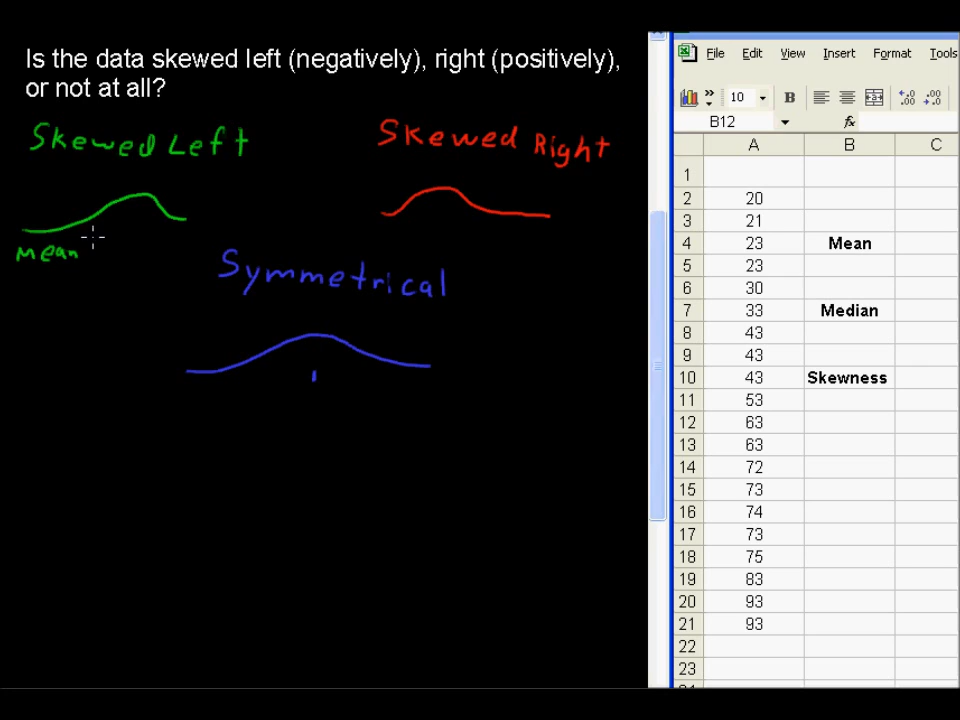 Is the data skewed left (negatively), right (positively),
or not at all?
Skewed Left
Skewed Right
Mean
Symmetrical
File Edit View Insert Format Tools
10 B
B12 fx
A B C
1
2 20
3 21
4 23 Mean
5 23
6 30
7 33 Median
8 43
9 43
10 43 Skewness
11 53
12 63
13 63
14 72
15 73
16 74
17 73
18 75
19 83
20 93
21 93
22
23